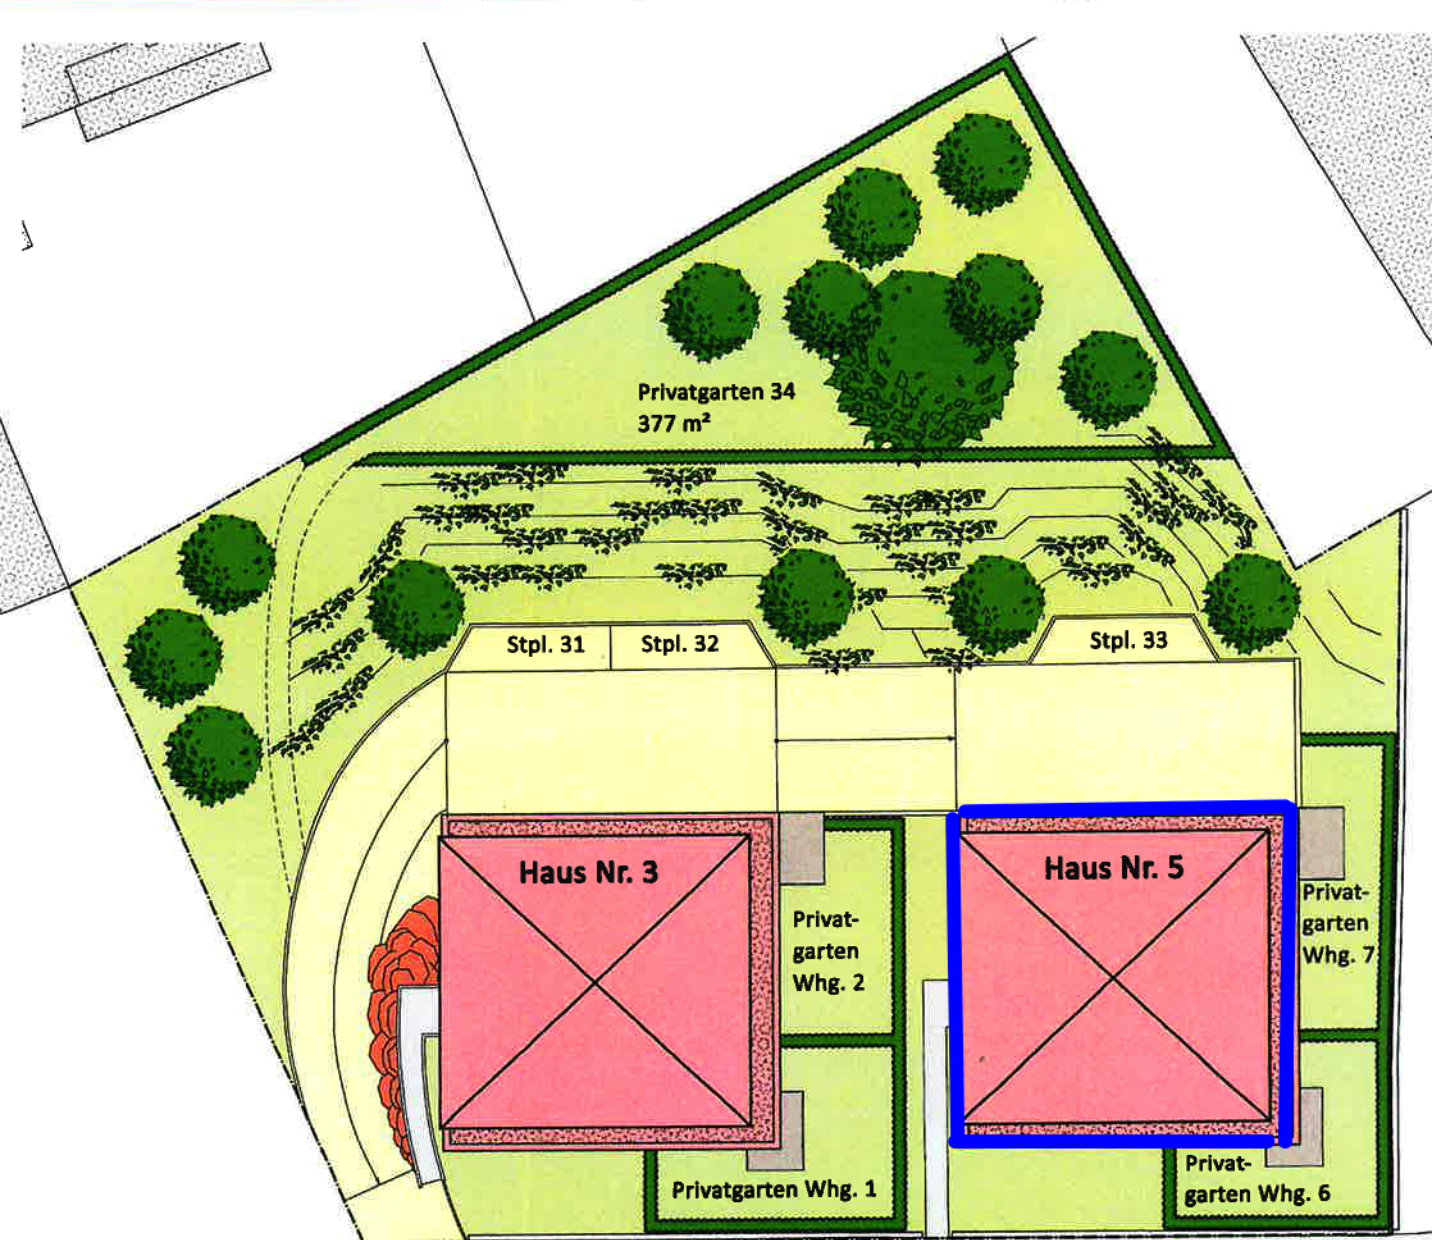 Privatgarten 34
377 m²
Stpl. 31
Stpl. 32
Stpl. 33
Haus Nr. 3
Haus Nr. 5
Privat-
garten
Whg. 2
Privat-
garten
Whg. 7
Privatgarten Whg. 1
Privat-
garten Whg. 6